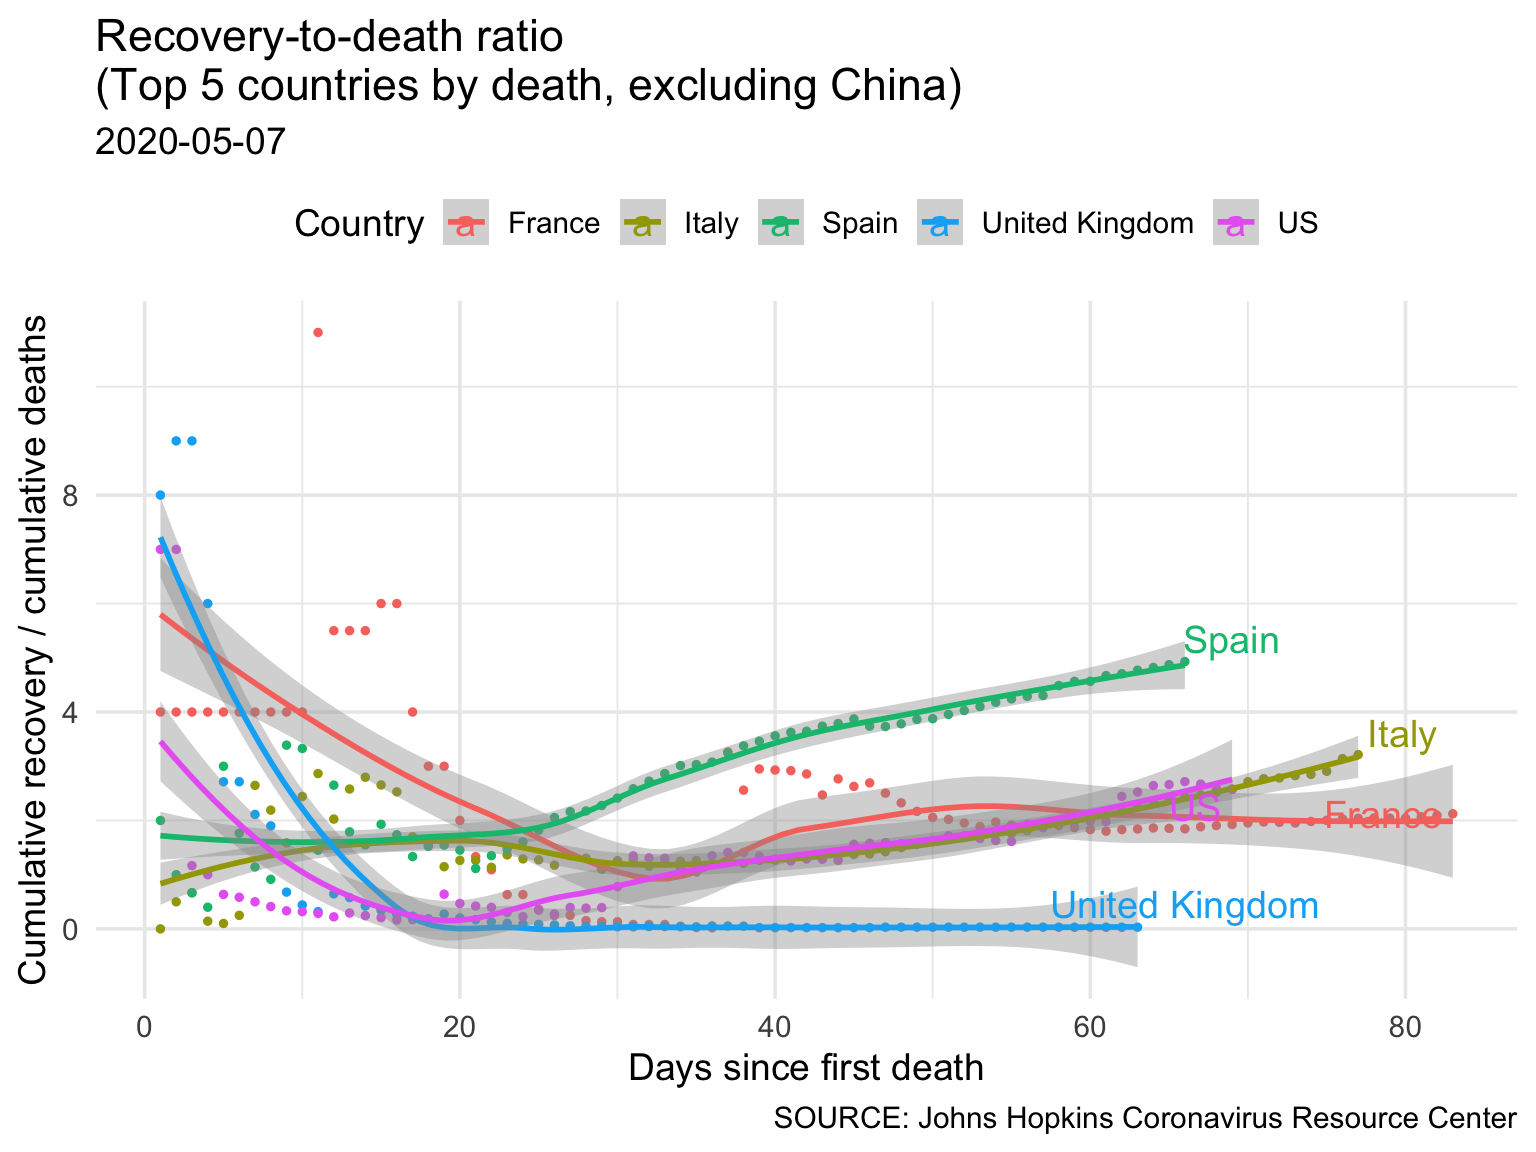 Recovery-to-death ratio
(Top 5 countries by death, excluding China)
2020-05-07
Country a France a Italy a Spain a United Kingdom a US
Cumulative recovery / cumulative deaths
8
4
0
Spain
Italy
US
France
United Kingdom
0 20 40 60 80
Days since first death
SOURCE: Johns Hopkins Coronavirus Resource Center